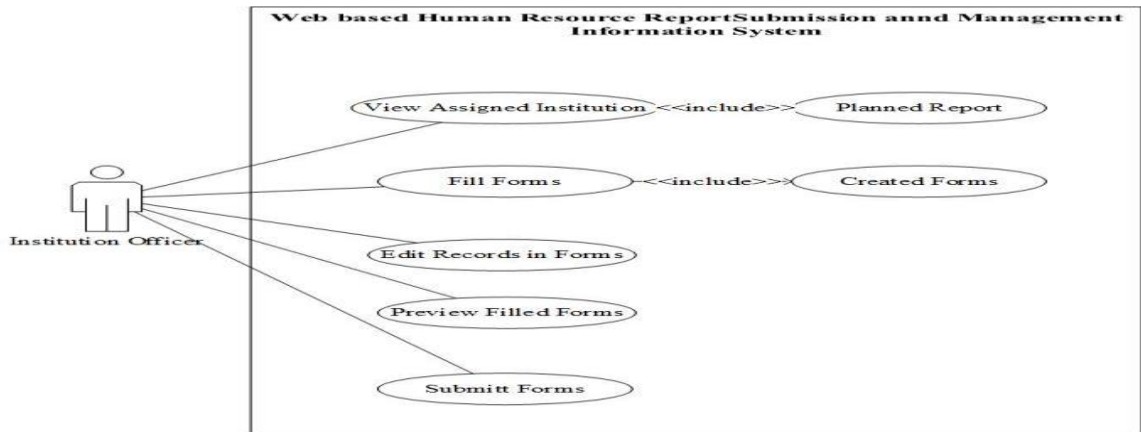 Web based Human Resource ReportSubmission annd Management
Information System
View Assigned Institution <<include>> Planned Report
Fill Forms <<include>> Created Forms
Institution Officer
Edit Records in Forms
Preview Filled Forms
Submitt Forms